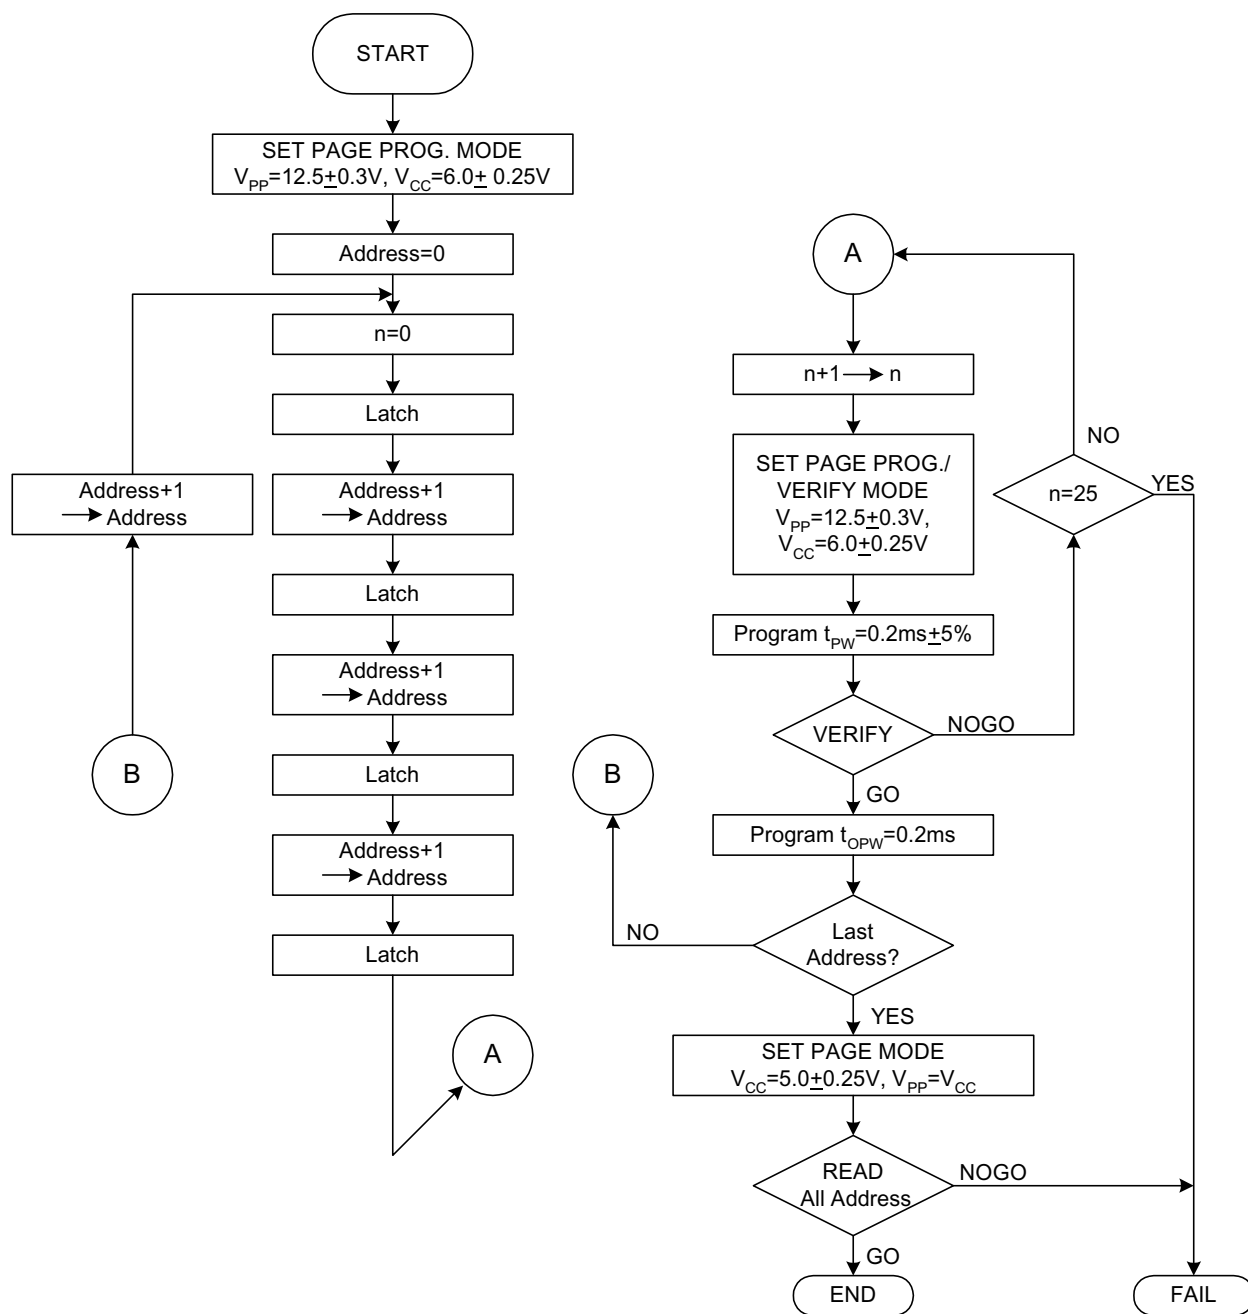 START
SET PAGE PROG. MODE
VPP=12.5±0.3V, VCC=6.0± 0.25V
Address=0
n=0
Latch
Address+1
→ Address
Latch
Address+1
→ Address
Latch
Address+1
→ Address
Latch
A
Address+1
→ Address
B
A
n+1 → n
SET PAGE PROG./
VERIFY MODE
VPP=12.5±0.3V,
VCC=6.0±0.25V
NO
n=25
YES
Program tPW=0.2ms±5%
VERIFY
NOGO
GO
B
Program tOPW=0.2ms
Last
Address?
NO
YES
SET PAGE MODE
VCC=5.0±0.25V, VPP=VCC
READ
All Address
NOGO
GO
END
FAIL